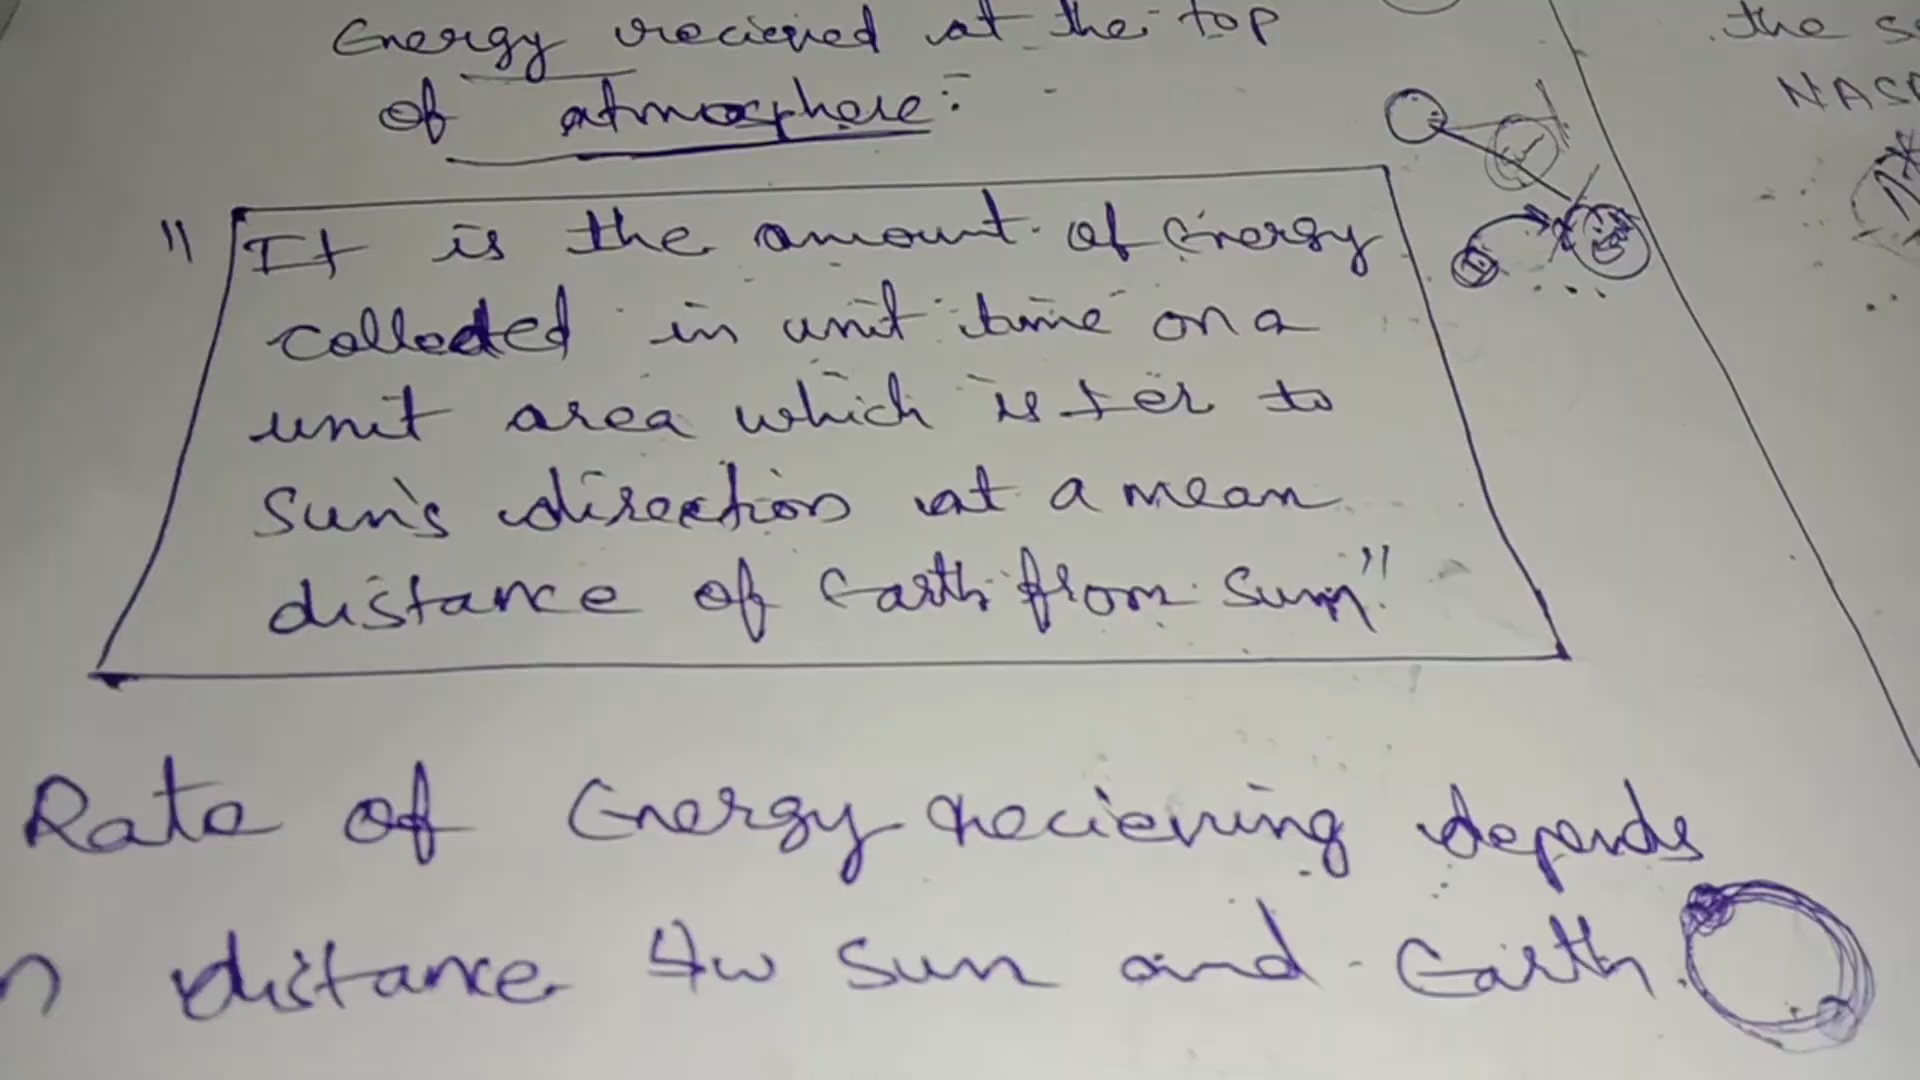 Energy recieved at the top
of atmosphere:-
"It is the amount of Energy
collected in unit time on a
unit area which is ⊥er to
Sun's direction at a mean
distance of Earth from Sun"
Rate of Energy recieving depends
n distance b/w Sun and Earth
the s
NASA